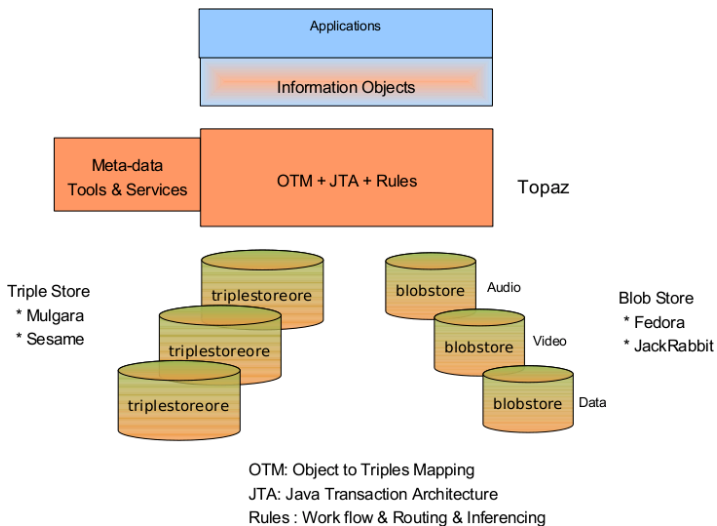 Applications
Information Objects
Meta-data
Tools & Services
OTM + JTA + Rules
Topaz
Triple Store
* Mulgara
* Sesame
triplestoreore
triplestoreore
triplestoreore
blobstore
Audio
blobstore
Video
blobstore
Data
Blob Store
* Fedora
* JackRabbit
OTM: Object to Triples Mapping
JTA: Java Transaction Architecture
Rules : Work flow & Routing & Inferencing